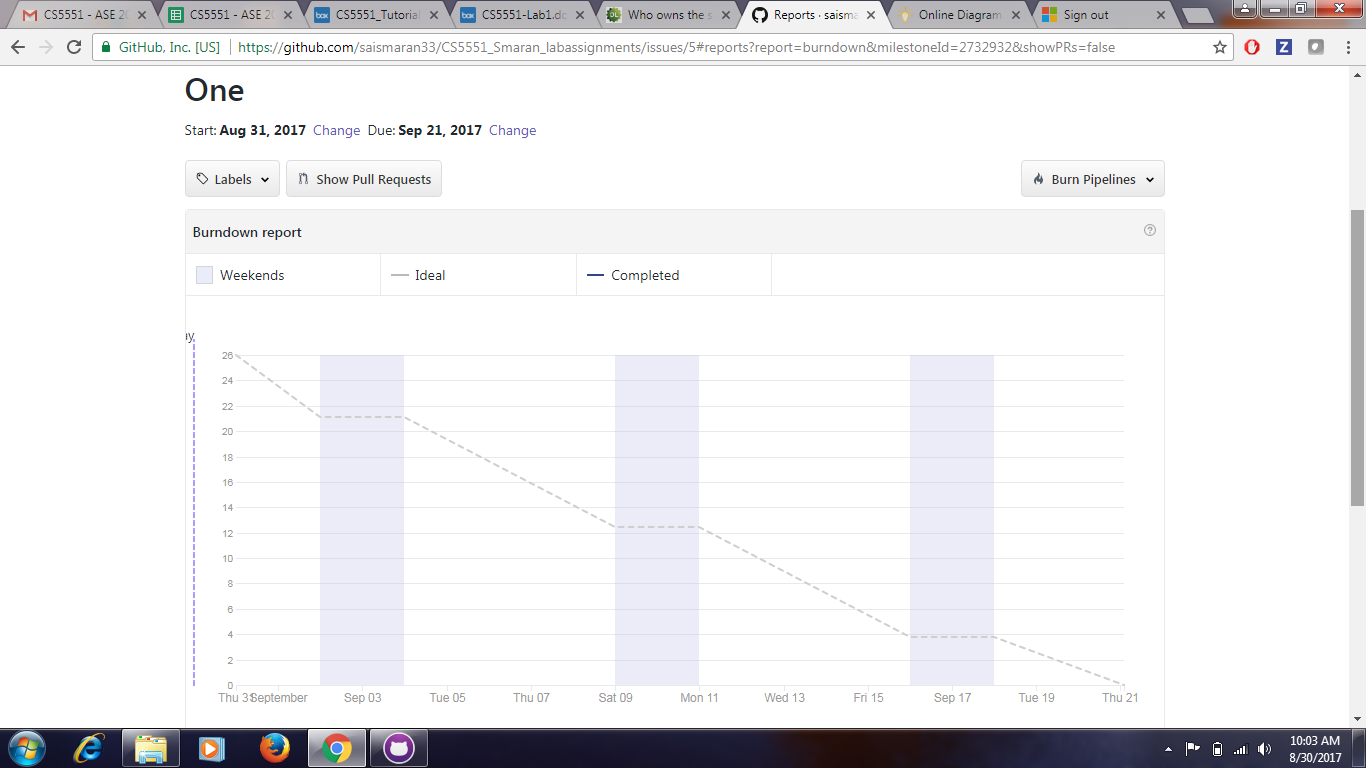 CS5551 - ASE 20 CS5551 - ASE 20 CS5551_Tutorial CS5551-Lab1.do Who owns the s Reports · saisma Online Diagram Sign out
GitHub, Inc. [US] https://github.com/saismaran33/CS5551_Smaran_labassignments/issues/5#reports?report=burndown&milestoneId=2732932&showPRs=false
One
Start: Aug 31, 2017 Change Due: Sep 21, 2017 Change
Labels Show Pull Requests Burn Pipelines
Burndown report
Weekends Ideal Completed
ay
26
24
22
20
18
16
14
12
10
8
6
4
2
0
Thu 31 September Sep 03 Tue 05 Thu 07 Sat 09 Mon 11 Wed 13 Fri 15 Sep 17 Tue 19 Thu 21
10:03 AM
8/30/2017